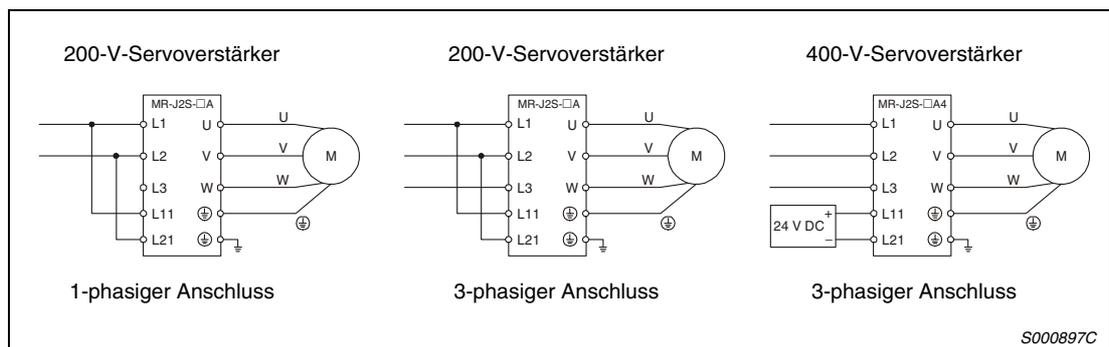 200-V-Servoverstärker
MR-J2S-□A
L1
U
U
L2
V
V
M
L3
W
W
L11
L21
1-phasiger Anschluss
200-V-Servoverstärker
MR-J2S-□A
L1
U
U
L2
V
V
M
L3
W
W
L11
L21
3-phasiger Anschluss
400-V-Servoverstärker
MR-J2S-□A4
L1
U
U
L2
V
V
M
L3
W
W
24 V DC
+
–
L11
L21
3-phasiger Anschluss
S000897C